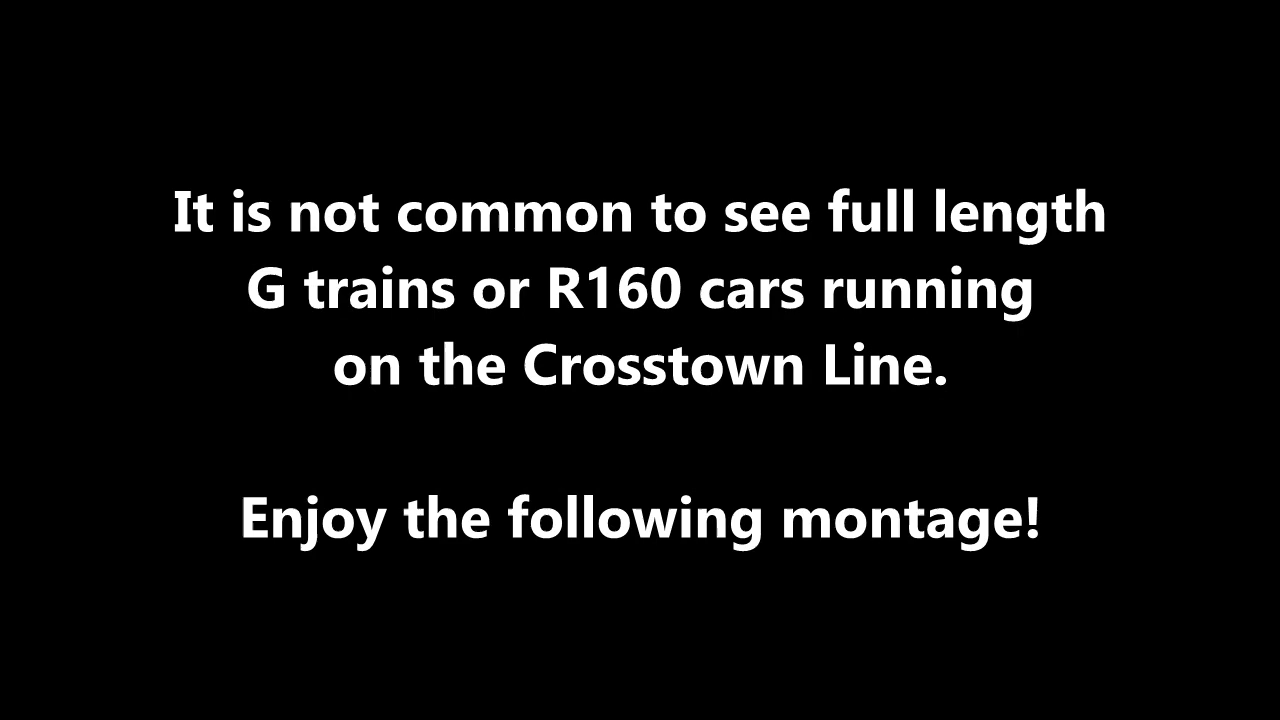 It is not common to see full length
G trains or R160 cars running
on the Crosstown Line.
Enjoy the following montage!